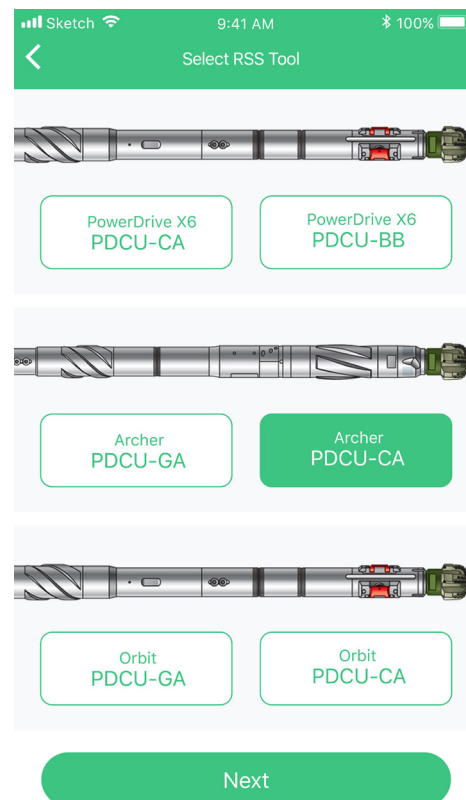 Sketch 9:41 AM 100%
Select RSS Tool
PowerDrive X6
PDCU-CA
PowerDrive X6
PDCU-BB
Archer
PDCU-GA
Archer
PDCU-CA
Orbit
PDCU-GA
Orbit
PDCU-CA
Next